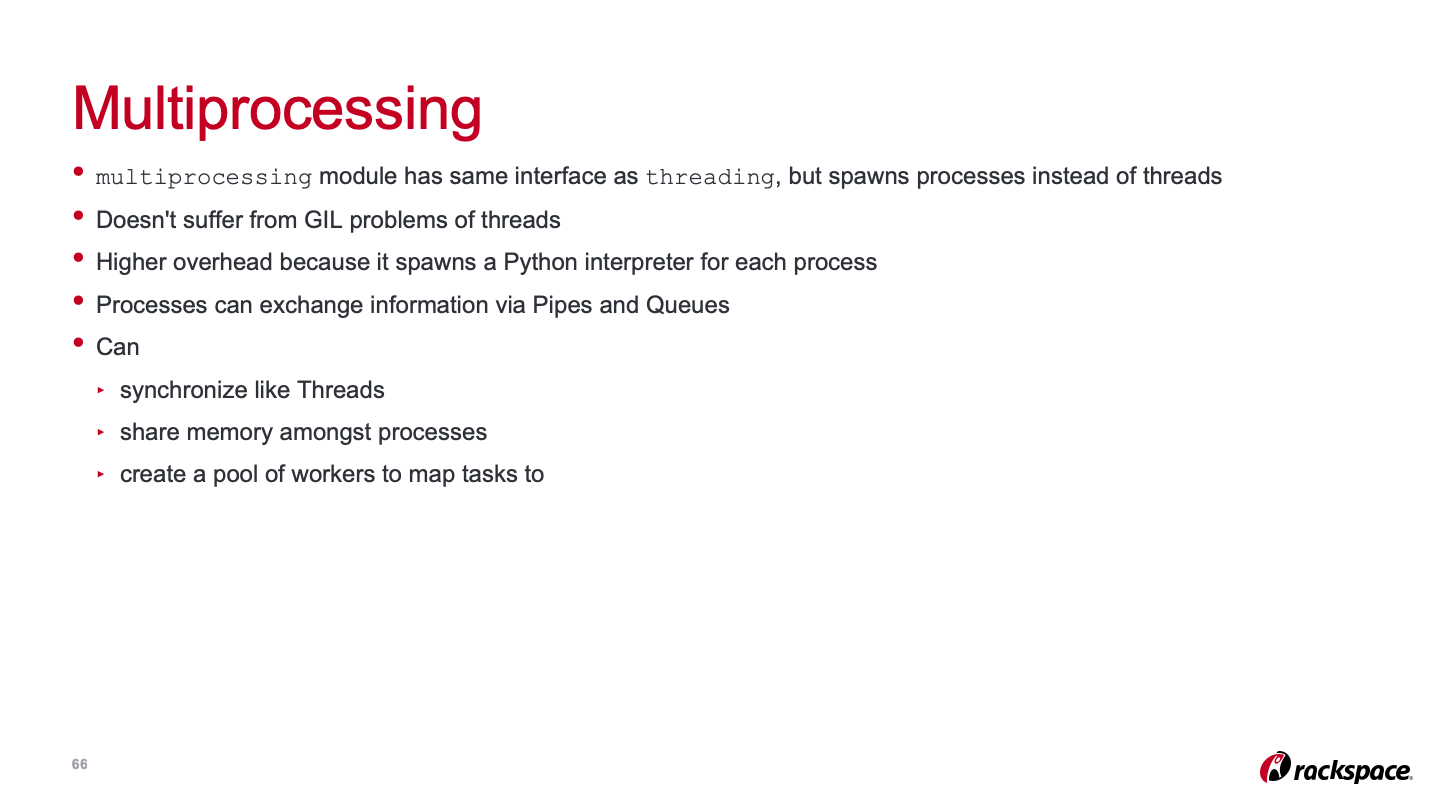 Multiprocessing
• multiprocessing module has same interface as threading, but spawns processes instead of threads
• Doesn't suffer from GIL problems of threads
• Higher overhead because it spawns a Python interpreter for each process
• Processes can exchange information via Pipes and Queues
• Can
‣ synchronize like Threads
‣ share memory amongst processes
‣ create a pool of workers to map tasks to
66
rackspace.